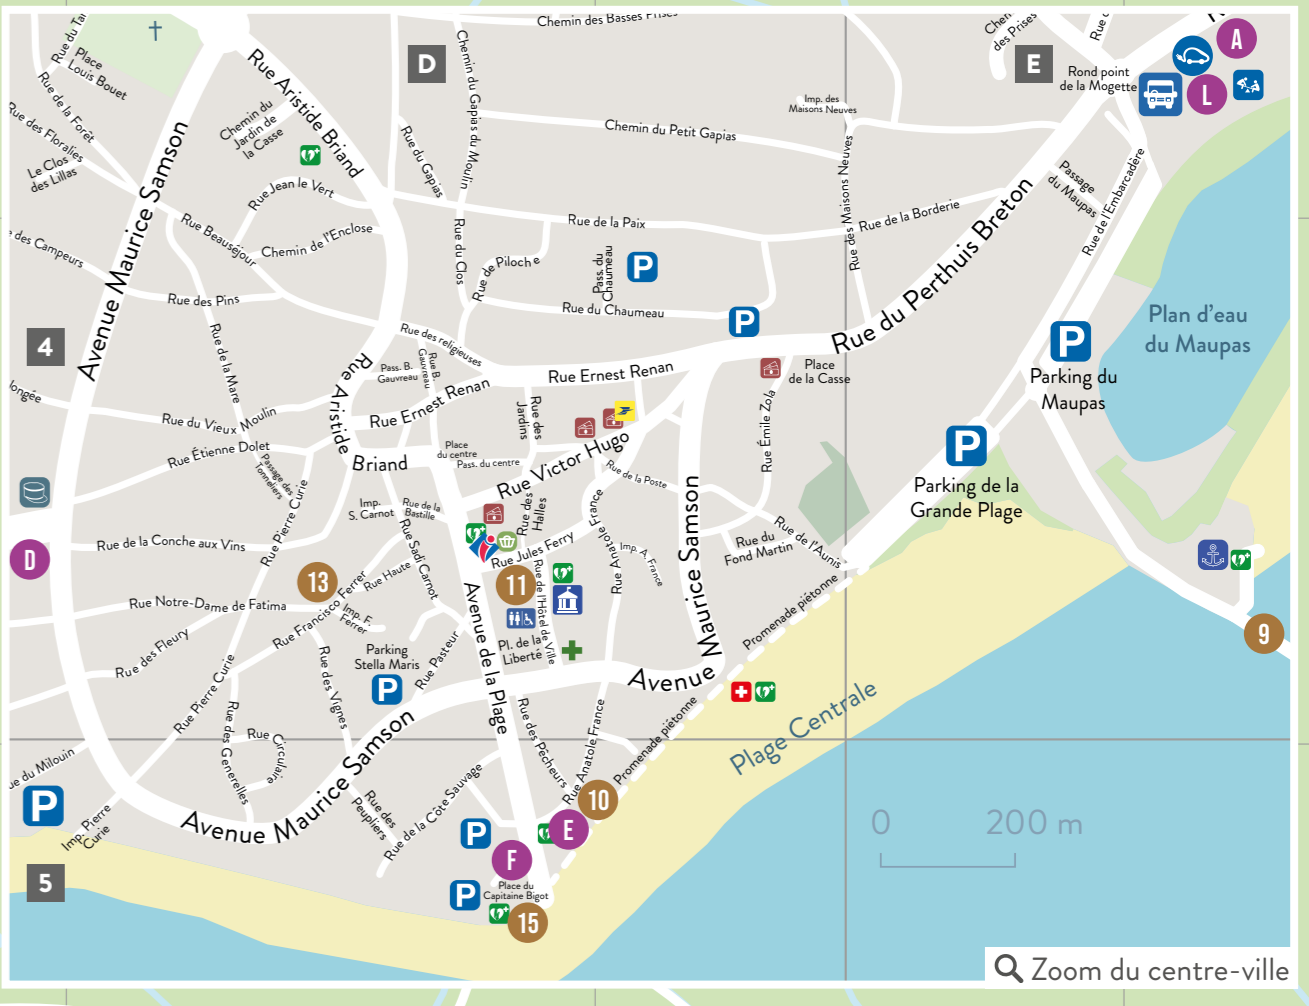 Chemin des Basses Prises
D
E
A
L
Rond point
de la Mogette
Place
Louis Bouet
Rue de la Forêt
Rue des Floralies
Le Clos
des Lillas
Chemin du
Jardin de
la Casse
Rue Aristide Briand
Rue du Gapias
Chemin du Gapias du Moulin
Imp. des
Maisons Neuves
Chemin du Petit Gapias
Rue des Maisons Neuves
Passage
du Maupas
Rue de l'Embarcadère
Avenue Maurice Samson
Rue Jean le Vert
Rue Beauséjour
Chemin de l'Enclose
Rue de la Paix
Rue de la Borderie
Rue du Perthuis Breton
e des Campeurs
Rue du Clos
Rue de Piloche
Pass. du
Chaumeau
P
Rue des Pins
Rue du Chaumeau
P
Plan d'eau
du Maupas
4
Rue de la Mare
Rue des religieuses
Pass. B.
Gauvreau
Rue B.
Gauvreau
Rue Ernest Renan
Rue Ernest Renan
Place
de la Casse
P
Parking du
Maupas
longée
Rue du Vieux Moulin
Rue Aristide
Briand
Rue des
Jardins
Rue Émile Zola
Rue Étienne Dolet
Passage des
Tonneliers
Place
du centre
Pass. du centre
Rue Victor Hugo
Rue de la Poste
P
Parking de la
Grande Plage
Rue Pierre Curie
Imp.
S. Carnot
Rue de la
Bastille
Rue des
Halles
Rue Anatole France
Maurice Samson
Rue du
Fond Martin
Rue de l'Aunis
D
Rue de la Conche aux Vins
Rue Sadi Carnot
Rue Jules Ferry
Imp. A. France
13
Rue Haute
11
Rue de l'Hôtel de Ville
Rue Notre-Dame de Fatima
Rue Francisco Ferrer
Imp. F.
Ferrer
Avenue de la Plage
Pl. de la
Liberté
Promenade piétonne
9
Rue des Fleury
Parking
Stella Maris
P
Rue Pasteur
Avenue
Rue Pierre Curie
Rue des Vignes
Rue des Generelles
Rue Circulaire
Rue des Pêcheurs
Rue Anatole France
Promenade piétonne
Plage Centrale
ue du Milouin
P
Imp. Pierre
Curie
Avenue Maurice Samson
Rue des
Peupliers
Rue de la Côte Sauvage
10
P
E
F
0 200 m
5
P
Place du
Capitaine Bigot
15
Zoom du centre-ville